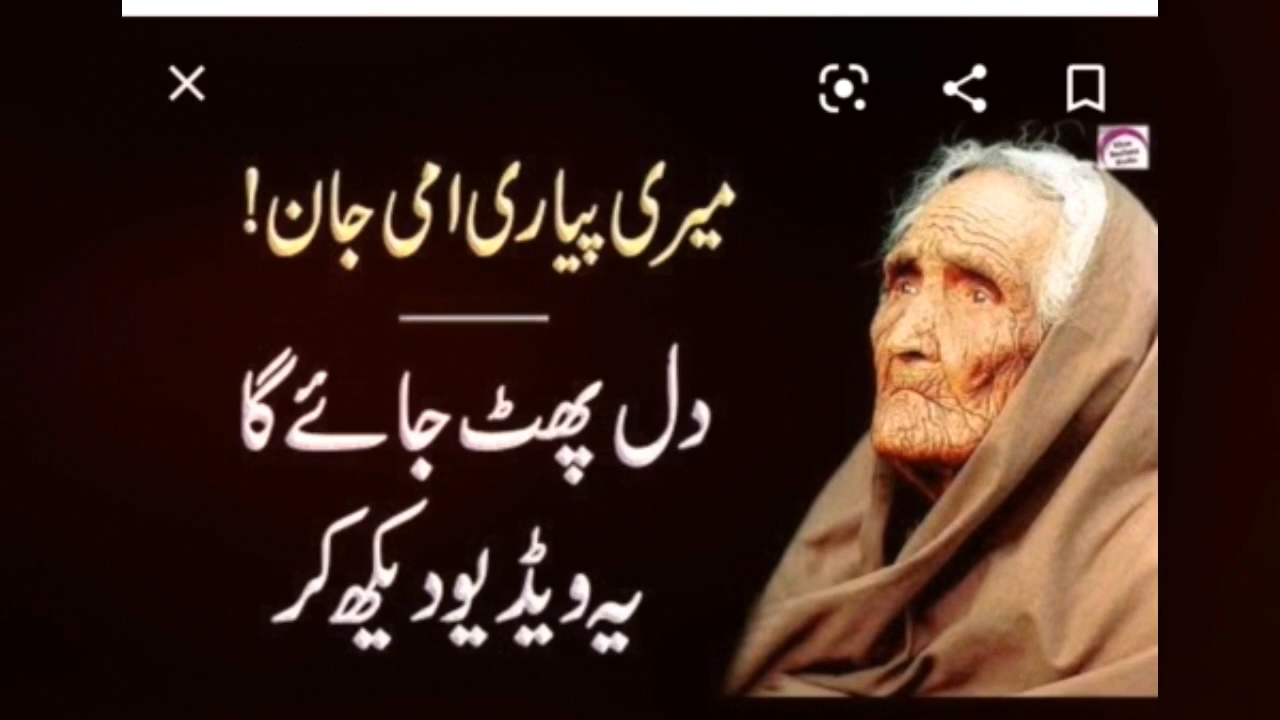 میری پیاری امی جان!
دل پھٹ جائے گا
یہ ویڈیو دیکھ کر